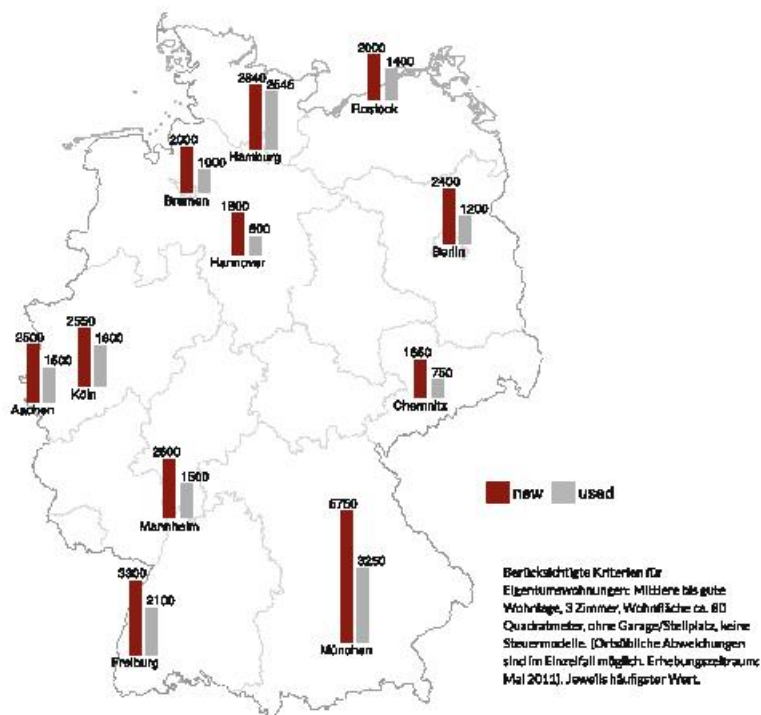 2000
1400
Rostock
2840
2545
Hamburg
2000
1000
Bremen
2400
1200
Berlin
1800
800
Hannover
2550
1800
Köln
2500
1500
Aachen
1650
750
Chemnitz
2600
1500
Mannheim
new used
5750
3250
München
3300
2100
Freiburg
Berücksichtigte Kriterien für
Eigentumswohnungen: Mittlere bis gute
Wohnlage, 3 Zimmer, Wohnfläche ca. 80
Quadratmeter, ohne Garage/Stellplatz, keine
Steuermodelle. (Ortsübliche Abweichungen
sind im Einzelfall möglich. Erhebungszeitraum:
Mai 2011). Jeweils häufigster Wert.